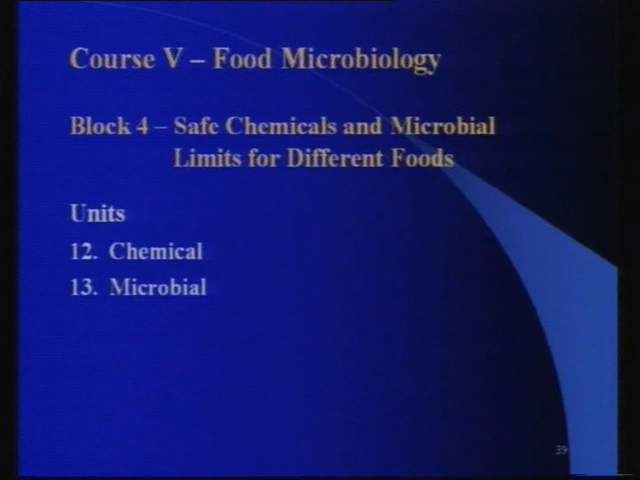 Course V – Food Microbiology
Block 4 – Safe Chemicals and Microbial
Limits for Different Foods
Units
12. Chemical
13. Microbial
39